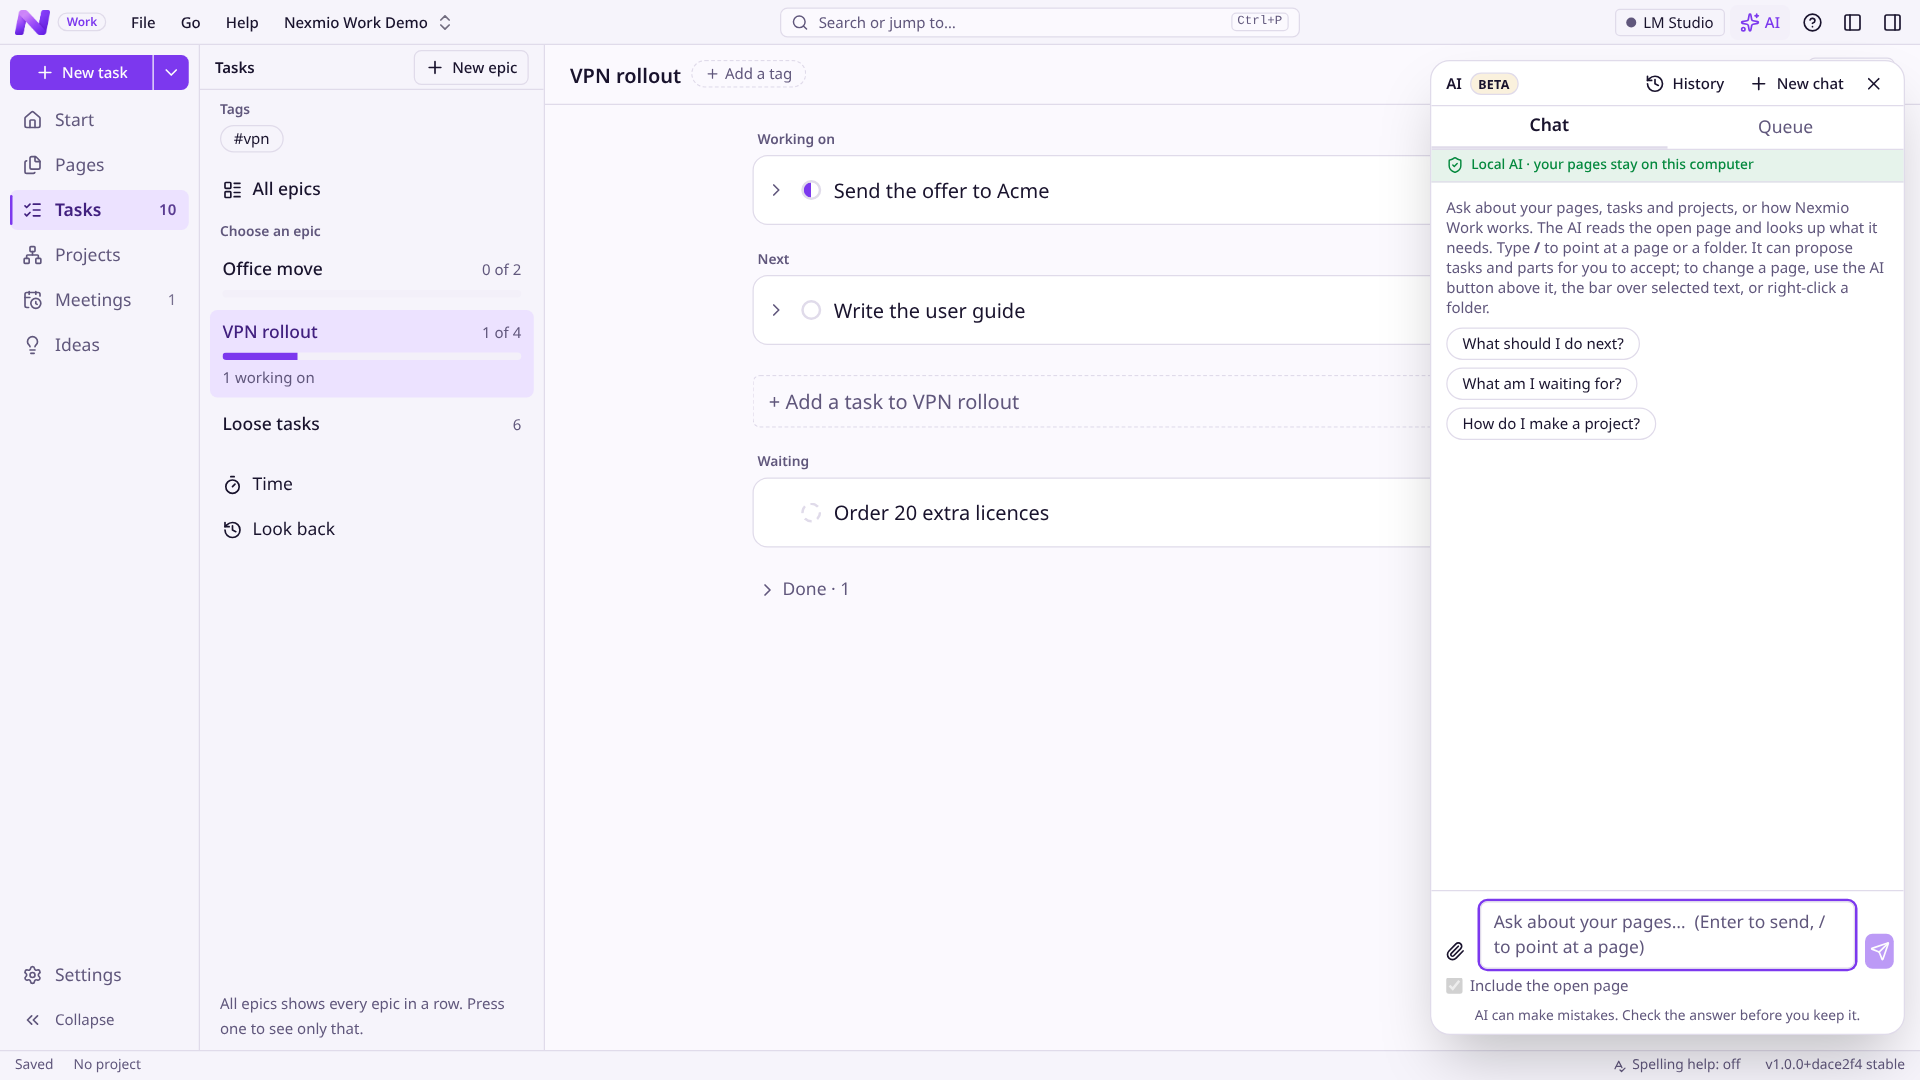 Work
File
Go
Help
Nexmio Work Demo
Search or jump to...
Ctrl+P
LM Studio
AI
New task
Start
Pages
Tasks
10
Projects
Meetings
1
Ideas
Settings
Collapse
Tasks
New epic
Tags
#vpn
All epics
Choose an epic
Office move
0 of 2
VPN rollout
1 of 4
1 working on
Loose tasks
6
Time
Look back
All epics shows every epic in a row. Press
one to see only that.
VPN rollout
+ Add a tag
Working on
Send the offer to Acme
Next
Write the user guide
+ Add a task to VPN rollout
Waiting
Order 20 extra licences
Done · 1
AI
BETA
History
New chat
Chat
Queue
Local AI · your pages stay on this computer
Ask about your pages, tasks and projects, or how Nexmio
Work works. The AI reads the open page and looks up what it
needs. Type / to point at a page or a folder. It can propose
tasks and parts for you to accept; to change a page, use the AI
button above it, the bar over selected text, or right-click a
folder.
What should I do next?
What am I waiting for?
How do I make a project?
Ask about your pages... (Enter to send, /
to point at a page)
Include the open page
AI can make mistakes. Check the answer before you keep it.
Saved
No project
Spelling help: off
v1.0.0+dace2f4 stable